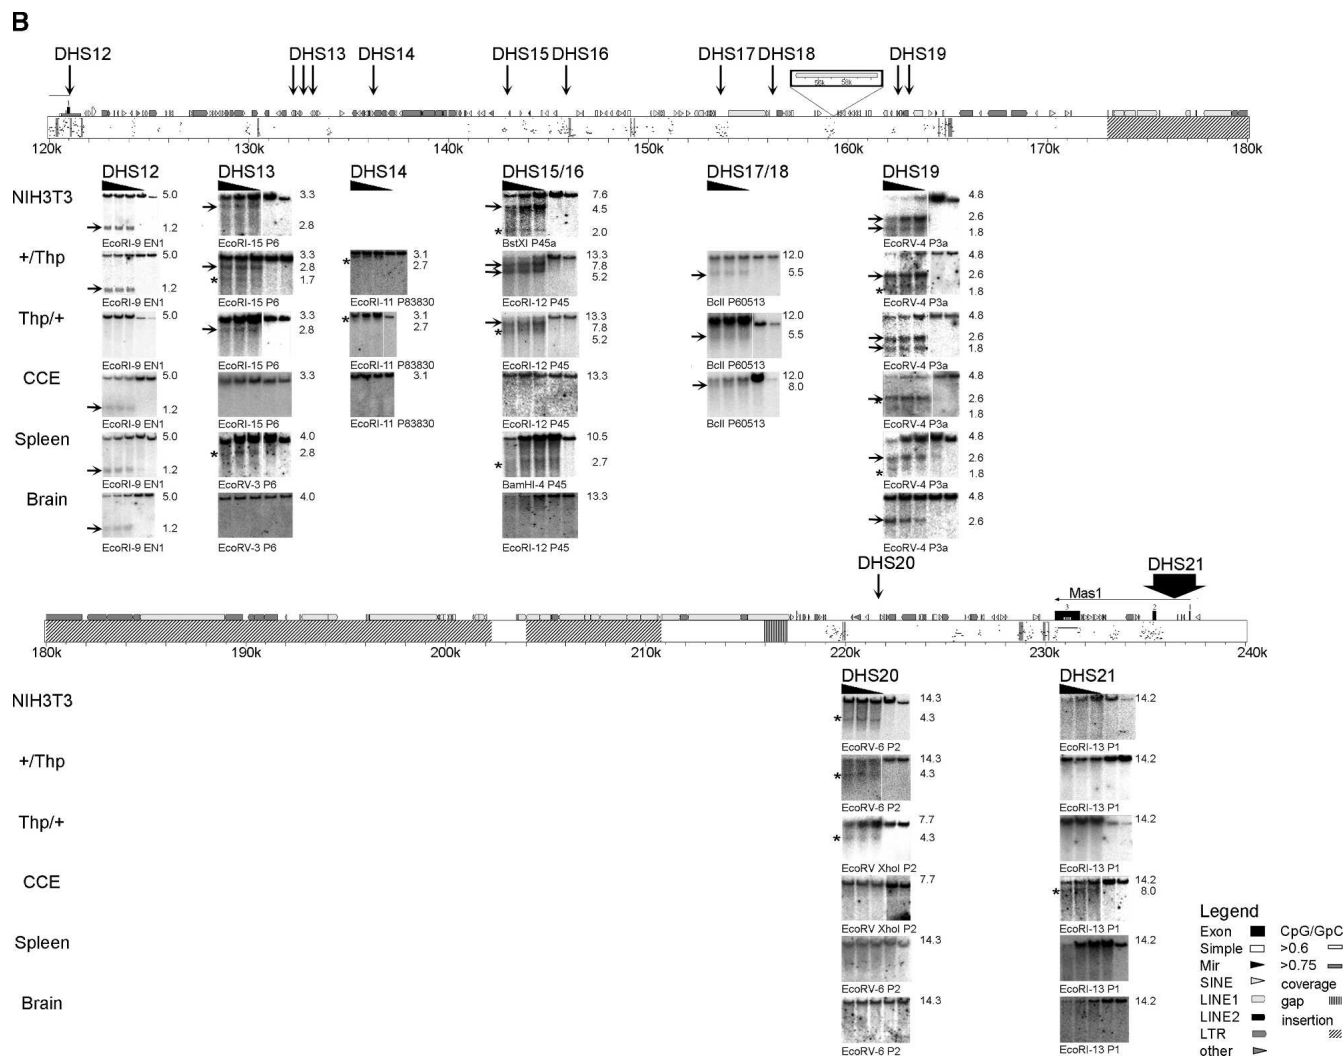 B
DHS12 DHS13 DHS14 DHS15 DHS16 DHS17 DHS18 DHS19
1
120k 130k 140k 150k 160k 170k 180k
DHS12 DHS13 DHS14 DHS15/16 DHS17/18 DHS19
NIH3T3 5.0 3.3 7.6 4.8
4.5 2.6
1.2 2.8 * 2.0 1.8
EcoRI-9 EN1 EcoRI-15 P6 BstXI P45a EcoRV-4 P3a
+/Thp 5.0 3.3 3.1 13.3 12.0 4.8
2.8 * 2.7 7.8 2.6
1.2 * 1.7 5.2 5.5 * 1.8
EcoRI-9 EN1 EcoRI-15 P6 EcoRI-11 P83830 EcoRI-12 P45 BclI P60513 EcoRV-4 P3a
Thp/+ 5.0 3.3 * 3.1 13.3 12.0 4.8
2.8 2.7 * 7.8 5.5 2.6
1.2 5.2 1.8
EcoRI-9 EN1 EcoRI-15 P6 EcoRI-11 P83830 EcoRI-12 P45 BclI P60513 EcoRV-4 P3a
CCE 5.0 3.3 3.1 13.3 12.0 4.8
8.0 2.6
1.2 * 1.8
EcoRI-9 EN1 EcoRI-15 P6 EcoRI-11 P83830 EcoRI-12 P45 BclI P60513 EcoRV-4 P3a
Spleen 5.0 4.0 10.5 4.8
* 2.8 2.6
1.2 * 2.7 * 1.8
EcoRI-9 EN1 EcoRV-3 P6 BamHI-4 P45 EcoRV-4 P3a
Brain 5.0 4.0 13.3 4.8
1.2 2.6
EcoRI-9 EN1 EcoRV-3 P6 EcoRI-12 P45 EcoRV-4 P3a
DHS20 DHS21
Mas1
3 2 1
180k 190k 200k 210k 220k 230k 240k
DHS20 DHS21
NIH3T3 14.3 14.2
* 4.3
EcoRV-6 P2 EcoRI-13 P1
+/Thp 14.3 14.2
* 4.3
EcoRV-6 P2 EcoRI-13 P1
Thp/+ 7.7 14.2
* 4.3
EcoRV XhoI P2 EcoRI-13 P1
CCE 7.7 14.2
* 8.0
EcoRV XhoI P2 EcoRI-13 P1
Spleen 14.3 14.2
EcoRV-6 P2 EcoRI-13 P1
Brain 14.3 14.2
EcoRV-6 P2 EcoRI-13 P1
Legend
Exon CpG/GpC
Simple >0.6
Mir >0.75
SINE coverage
LINE1 gap
LINE2 insertion
LTR
other